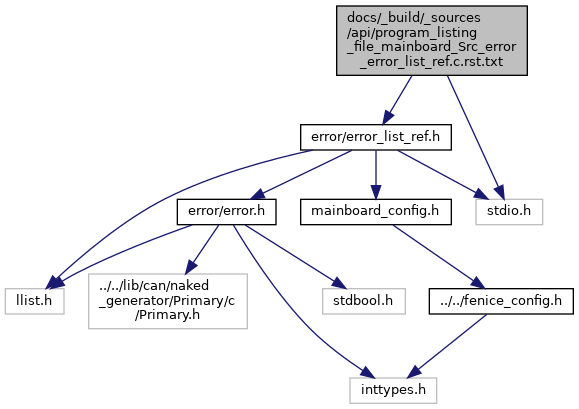 docs/_build/_sources
/api/program_listing
_file_mainboard_Src_error
_error_list_ref.c.rst.txt
error/error_list_ref.h
error/error.h
mainboard_config.h
stdio.h
llist.h
../../lib/can/naked
_generator/Primary/c
/Primary.h
stdbool.h
../../fenice_config.h
inttypes.h